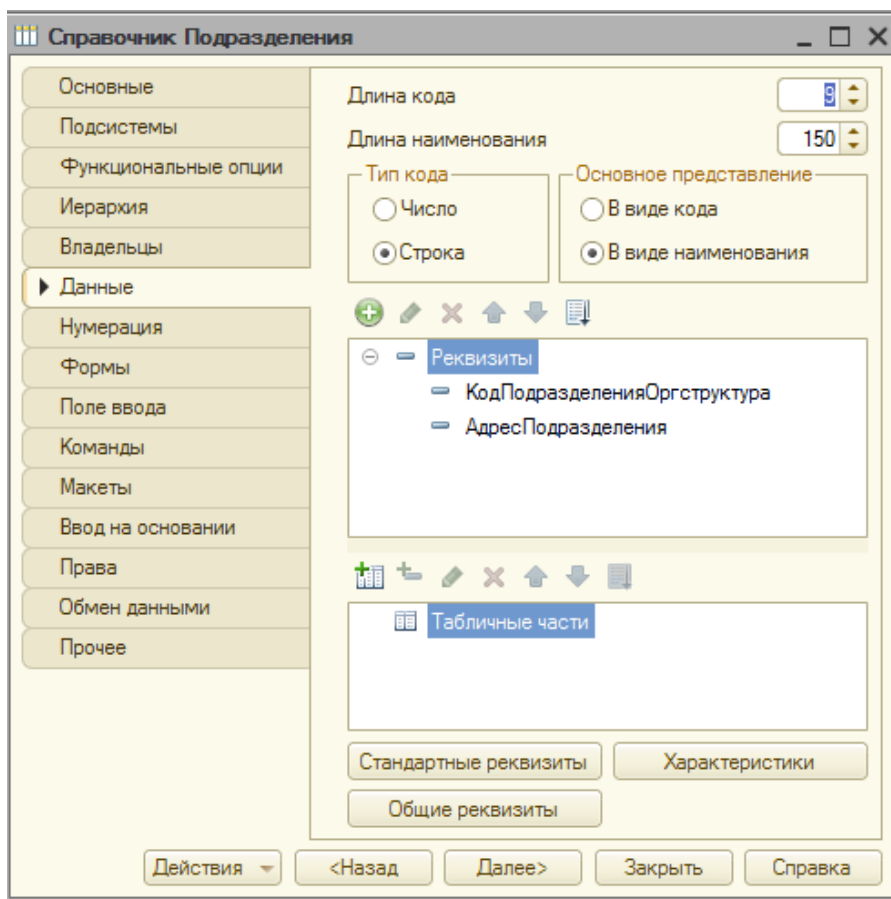 Справочник Подразделения
Основные
Подсистемы
Функциональные опции
Иерархия
Владельцы
Данные
Нумерация
Формы
Поле ввода
Команды
Макеты
Ввод на основании
Права
Обмен данными
Прочее
Длина кода 9
Длина наименования 150
Тип кода
Число
Строка
Основное представление
В виде кода
В виде наименования
Реквизиты
КодПодразделенияОргструктура
АдресПодразделения
Табличные части
Стандартные реквизиты Характеристики
Общие реквизиты
Действия <Назад Далее> Закрыть Справка